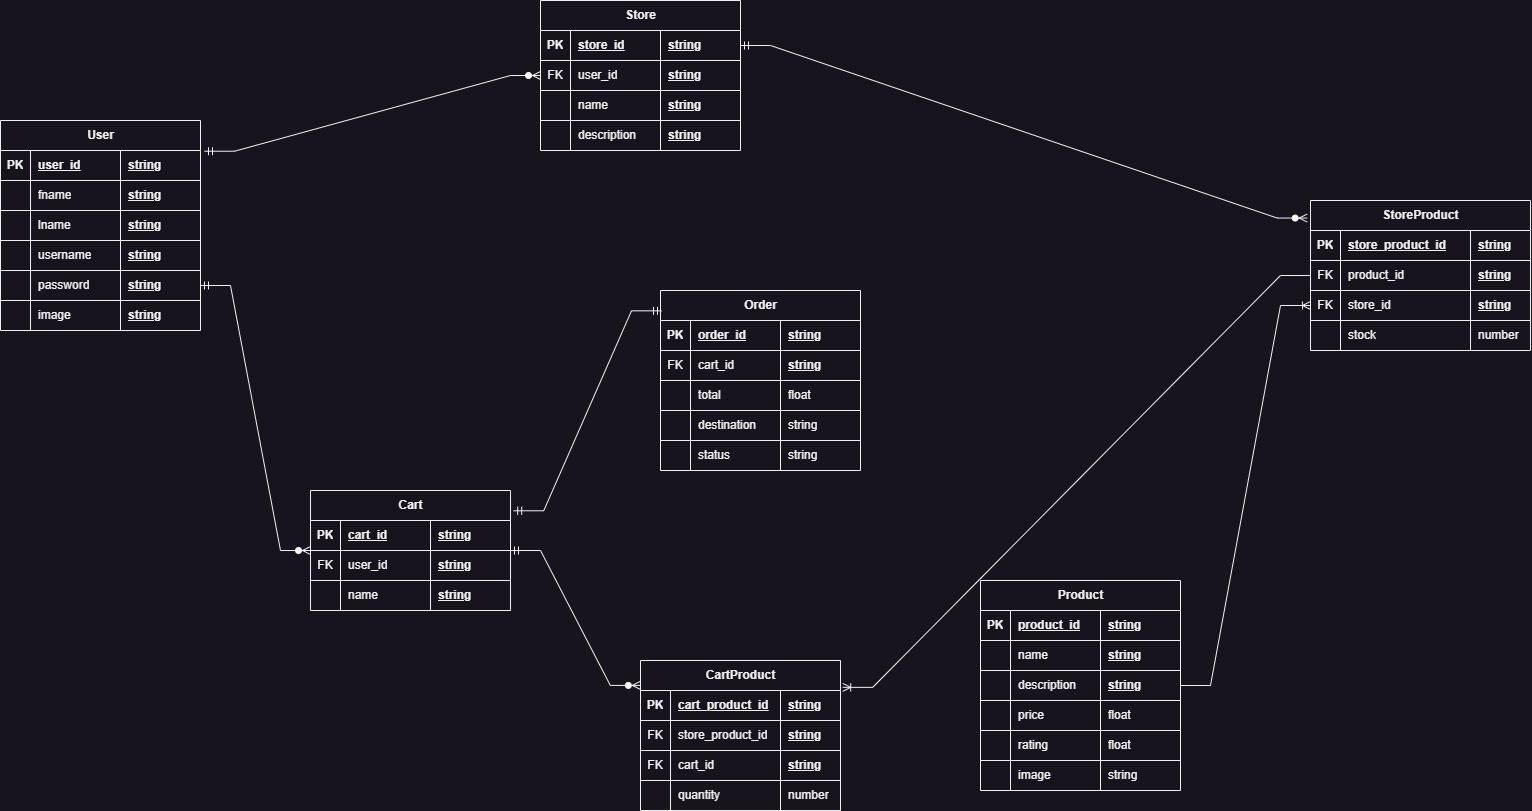 Store
PK store_id string
FK user_id string
name string
description string
User
PK user_id string
fname string
lname string
username string
password string
image string
StoreProduct
PK store_product_id string
FK product_id string
FK store_id string
stock number
Order
PK order_id string
FK cart_id string
total float
destination string
status string
Cart
PK cart_id string
FK user_id string
name string
Product
PK product_id string
name string
description string
price float
rating float
image string
CartProduct
PK cart_product_id string
FK store_product_id string
FK cart_id string
quantity number